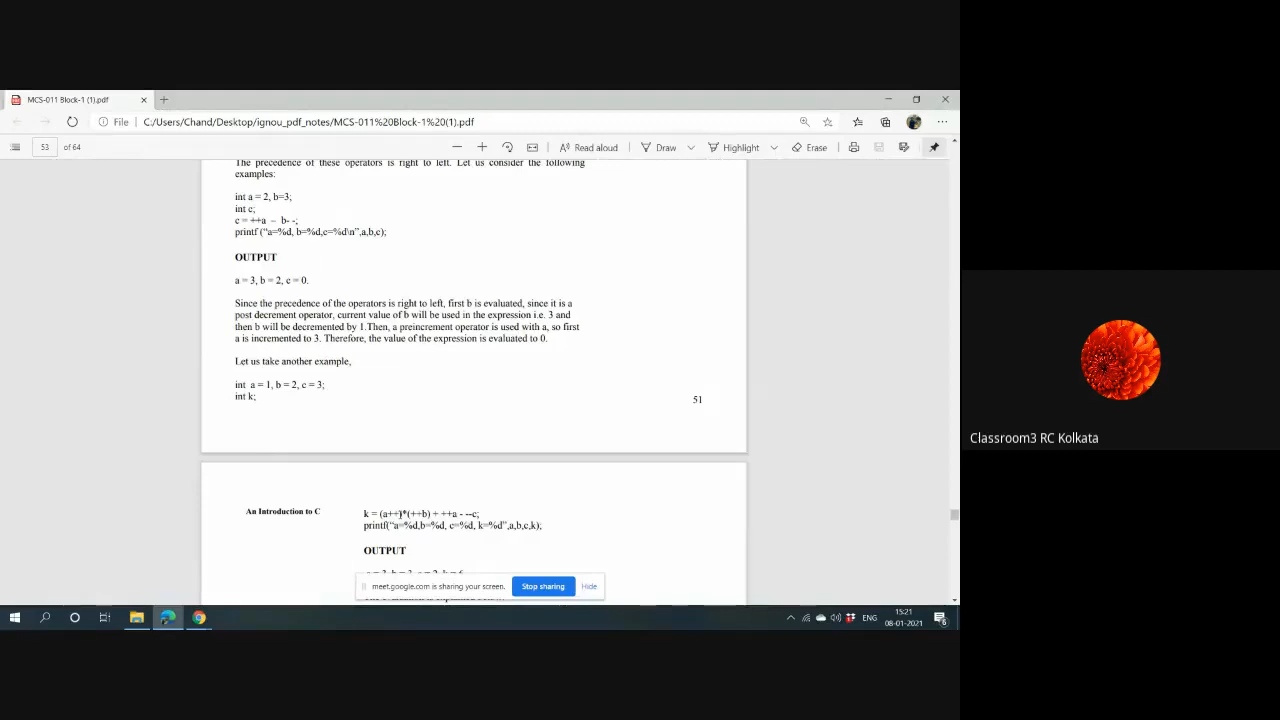 MCS-011 Block-1 (1).pdf
File C:/Users/Chand/Desktop/ignou_pdf_notes/MCS-011%20Block-1%20(1).pdf
53 of 64 Read aloud Draw Highlight Erase
The precedence of these operators is right to left. Let us consider the following
examples:
int a = 2, b=3;
int c;
c = ++a – b- -;
printf (“a=%d, b=%d,c=%d\n”,a,b,c);
OUTPUT
a = 3, b = 2, c = 0.
Since the precedence of the operators is right to left, first b is evaluated, since it is a
post decrement operator, current value of b will be used in the expression i.e. 3 and
then b will be decremented by 1.Then, a preincrement operator is used with a, so first
a is incremented to 3. Therefore, the value of the expression is evaluated to 0.
Let us take another example,
int a = 1, b = 2, c = 3;
int k;
51
An Introduction to C
k = (a++)*(++b) + ++a - --c;
printf(“a=%d,b=%d, c=%d, k=%d”,a,b,c,k);
OUTPUT
meet.google.com is sharing your screen. Stop sharing Hide
ENG
15:21
08-01-2021
Classroom3 RC Kolkata